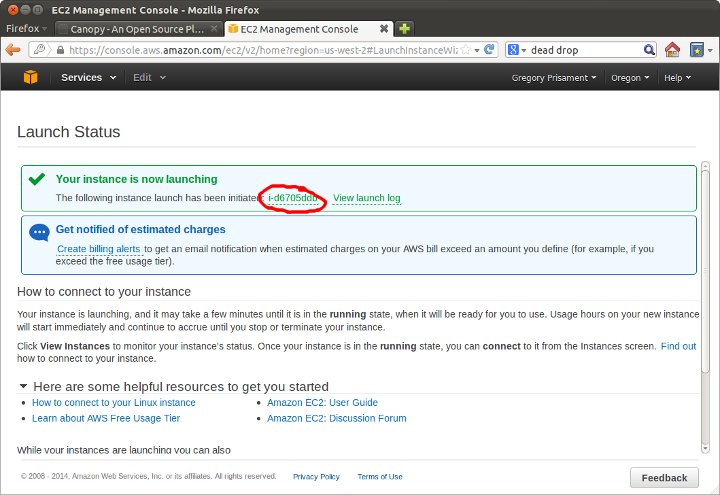 EC2 Management Console - Mozilla Firefox
Firefox
Canopy - An Open Source Pl...
EC2 Management Console
https://console.aws.amazon.com/ec2/v2/home?region=us-west-2#LaunchInstanceWiz
dead drop
Services
Edit
Gregory Prisament
Oregon
Help
Launch Status
Your instance is now launching
The following instance launch has been initiated: i-d6705ddb View launch log
Get notified of estimated charges
Create billing alerts to get an email notification when estimated charges on your AWS bill exceed an amount you define (for example, if you
exceed the free usage tier).
How to connect to your instance
Your instance is launching, and it may take a few minutes until it is in the running state, when it will be ready for you to use. Usage hours on your new instance
will start immediately and continue to accrue until you stop or terminate your instance.
Click View Instances to monitor your instance's status. Once your instance is in the running state, you can connect to it from the Instances screen. Find out
how to connect to your instance.
Here are some helpful resources to get you started
• How to connect to your Linux instance
• Amazon EC2: User Guide
• Learn about AWS Free Usage Tier
• Amazon EC2: Discussion Forum
While your instances are launching you can also
© 2008 - 2014, Amazon Web Services, Inc. or its affiliates. All rights reserved.
Privacy Policy
Terms of Use
Feedback